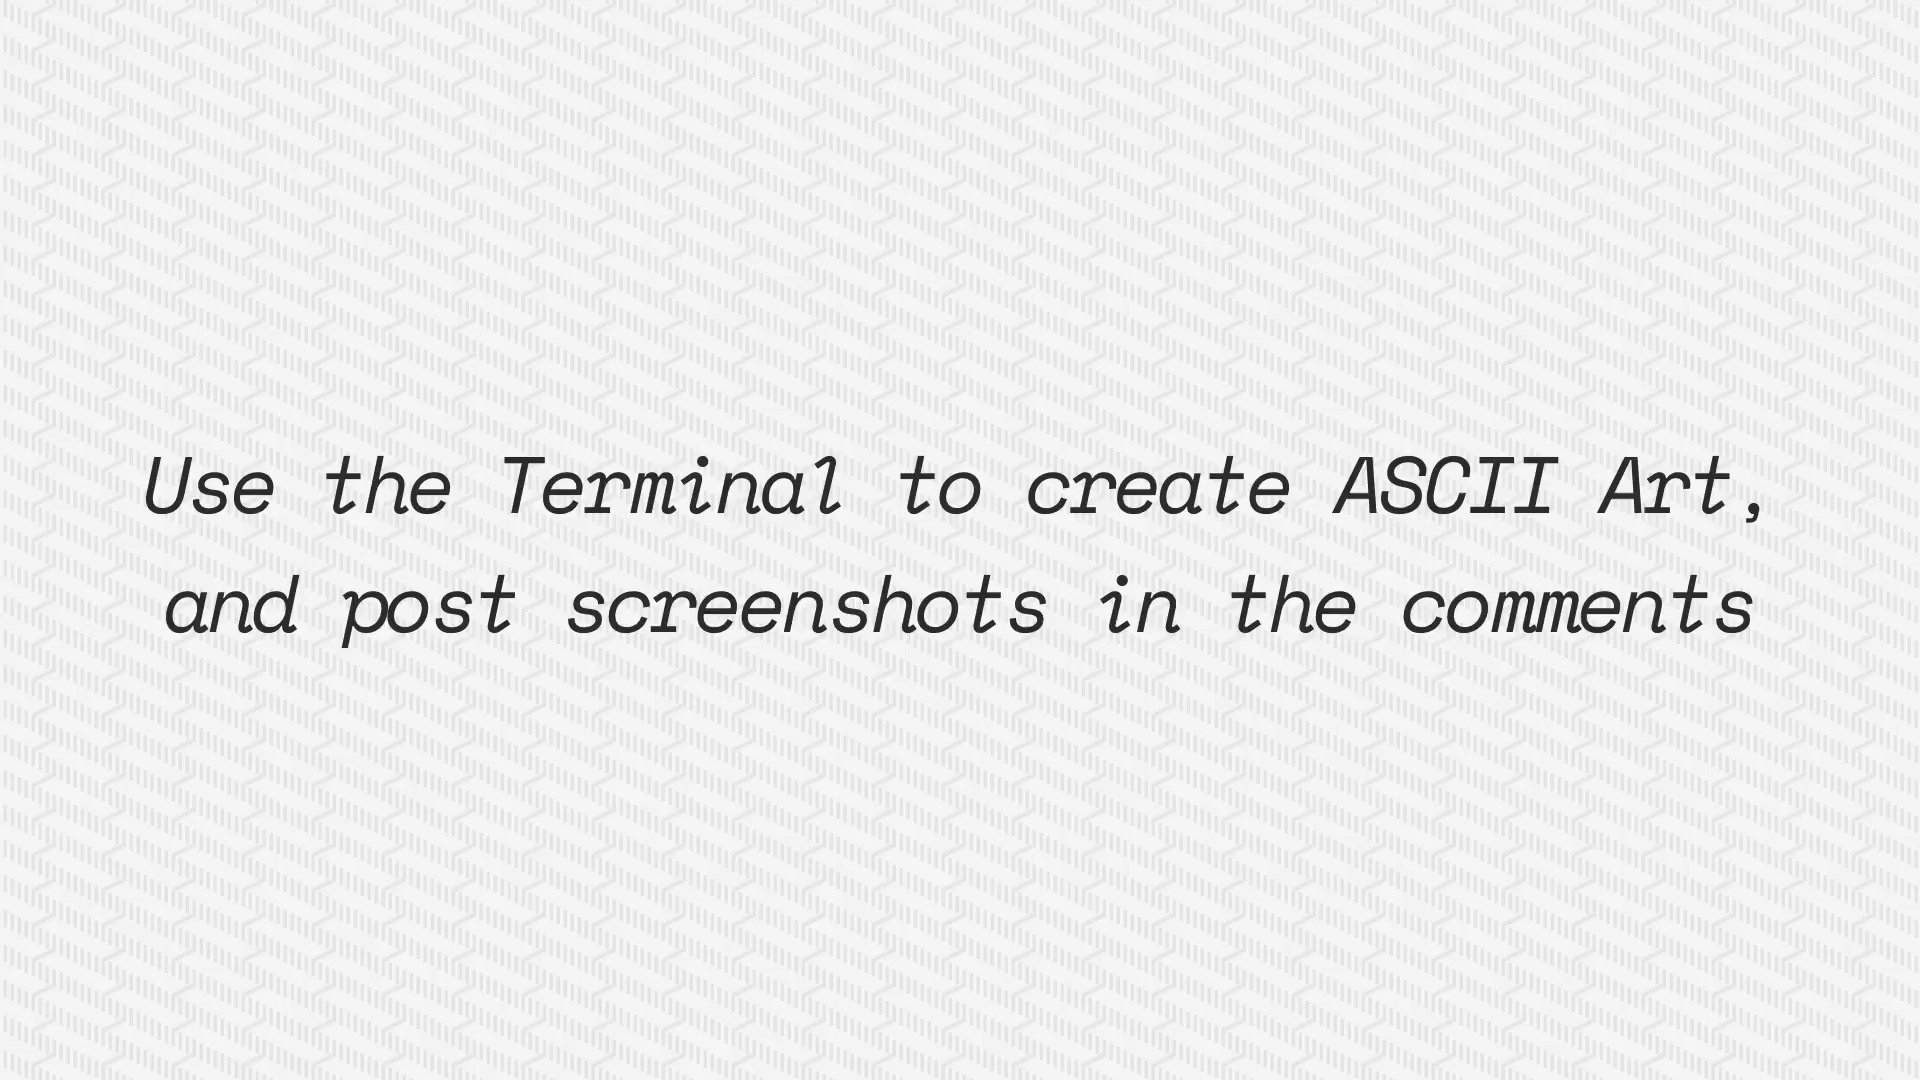 Use the Terminal to create ASCII Art,
and post screenshots in the comments